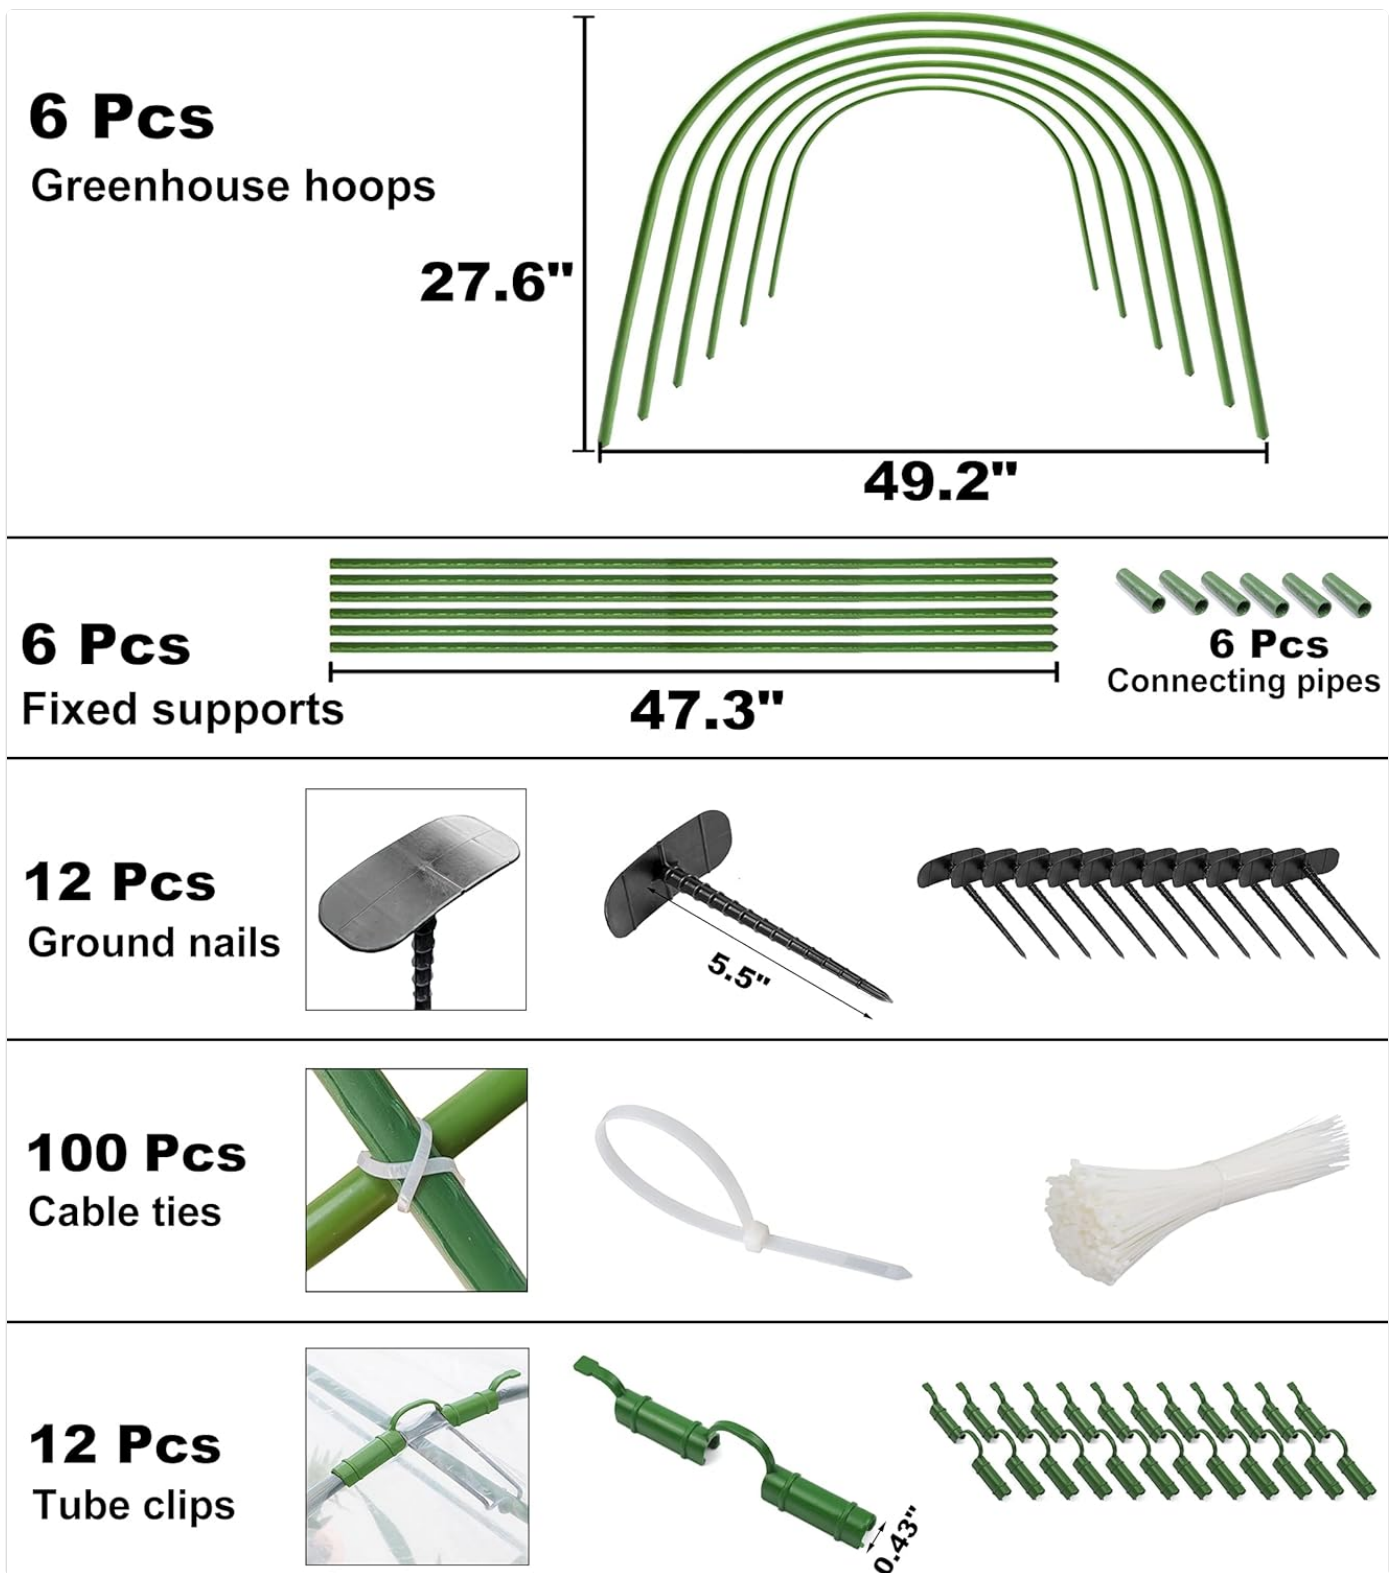 6 Pcs
Greenhouse hoops
27.6"
49.2"
6 Pcs
Fixed supports
47.3"
6 Pcs
Connecting pipes
12 Pcs
Ground nails
5.5"
100 Pcs
Cable ties
12 Pcs
Tube clips
0.43"